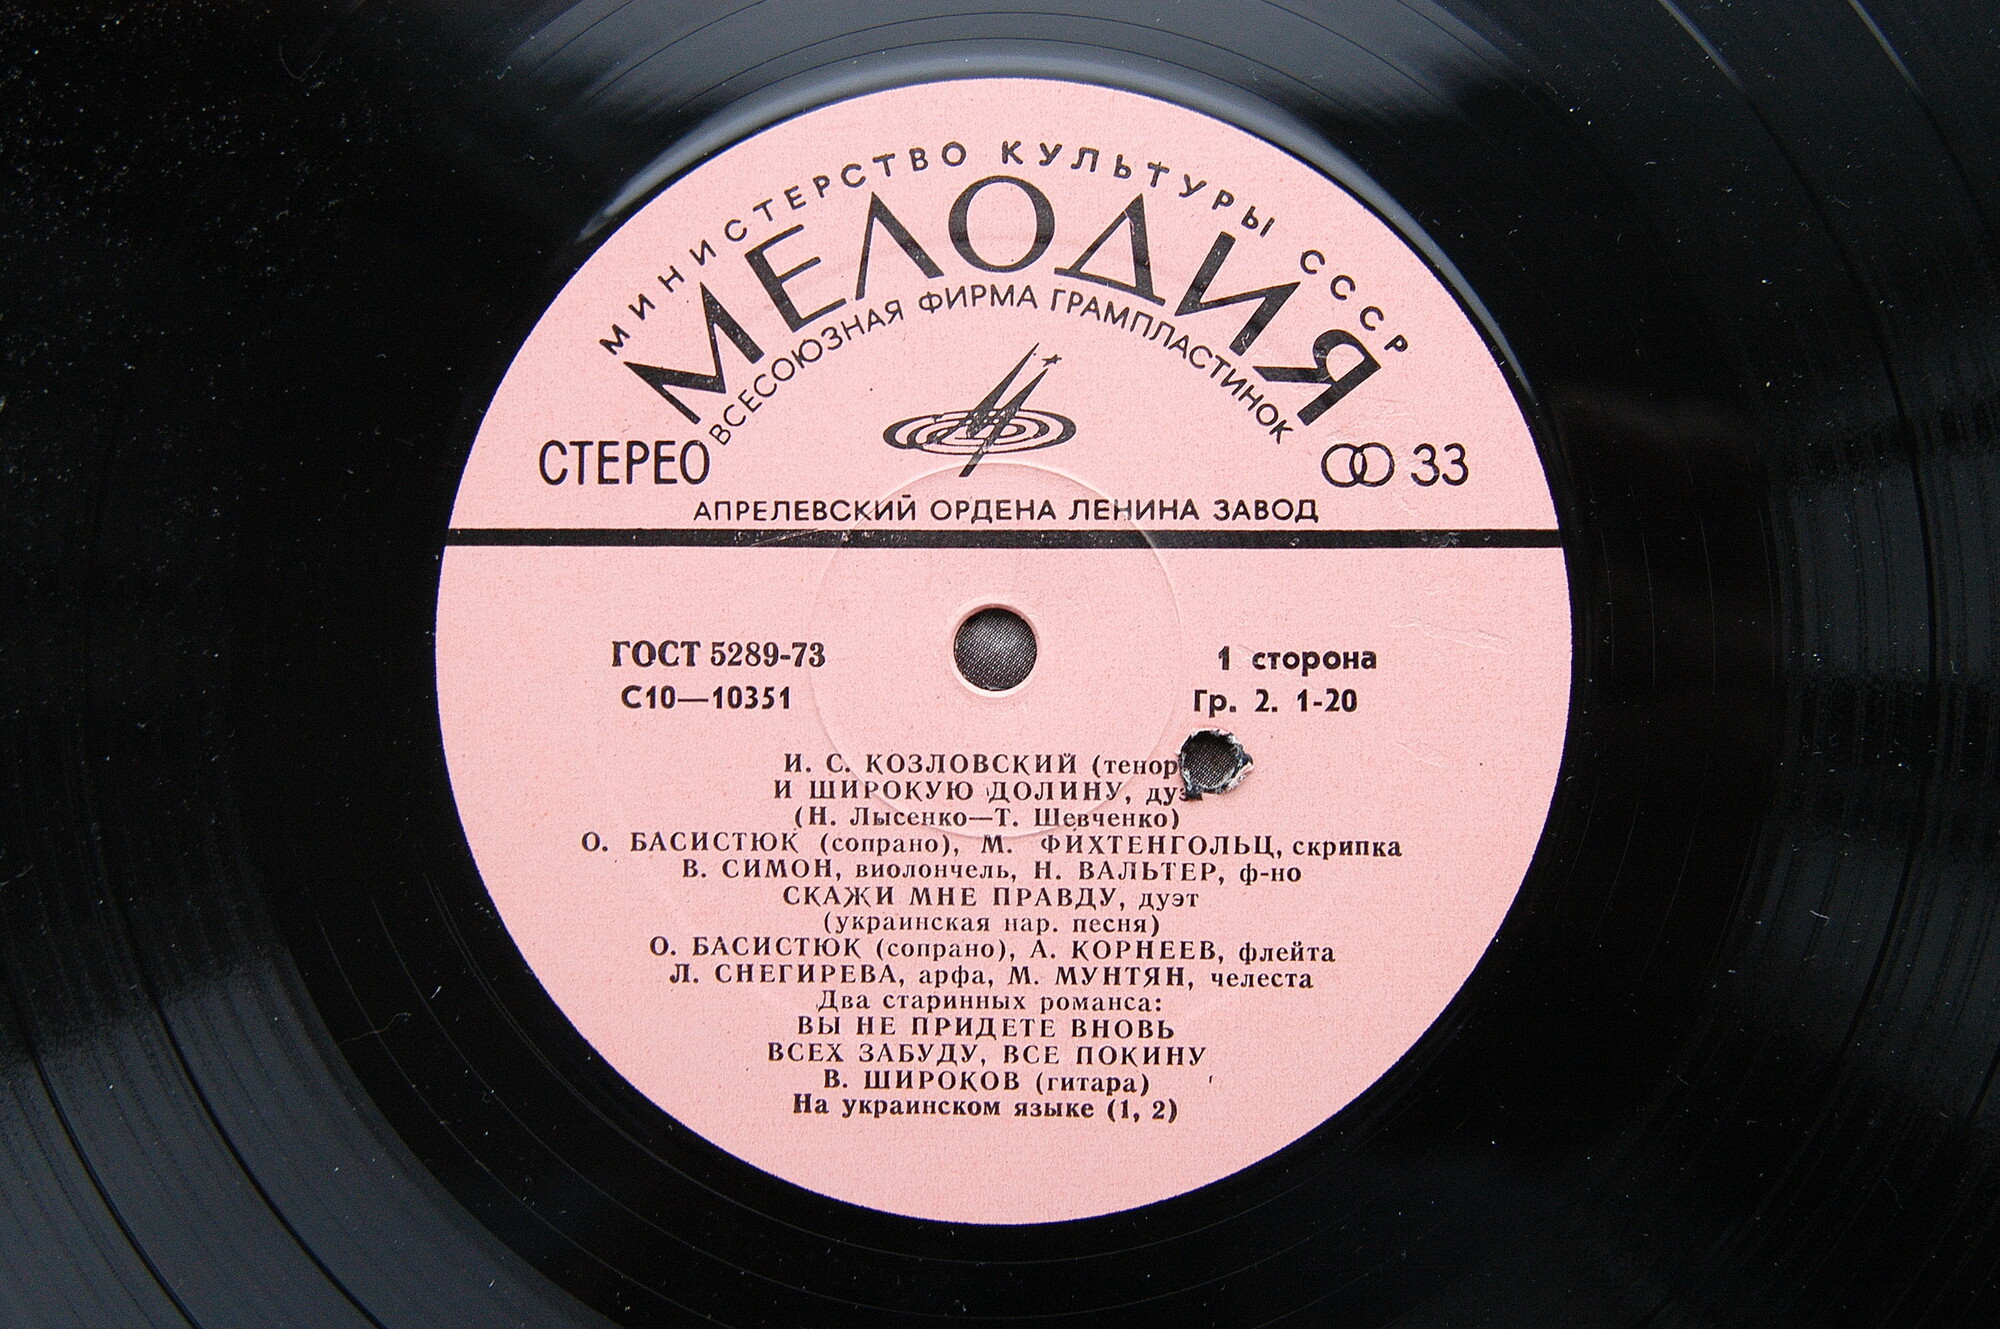 МИНИСТЕРСТВО КУЛЬТУРЫ СССР
МЕЛОДИЯ
ВСЕСОЮЗНАЯ ФИРМА ГРАМПЛАСТИНОК
СТЕРЕО 33
АПРЕЛЕВСКИЙ ОРДЕНА ЛЕНИНА ЗАВОД
ГОСТ 5289-73 1 сторона
С10—10351 Гр. 2. 1-20
И. С. КОЗЛОВСКИЙ (тенор
И ШИРОКУЮ ДОЛИНУ,
(Н. Лысенко—Т. Шевченко)
О. БАСИСТЮК (сопрано), М. ФИХТЕНГОЛЬЦ, скрипка
В. СИМОН, виолончель, Н. ВАЛЬТЕР, ф-но
СКАЖИ МНЕ ПРАВДУ, дуэт
(украинская нар. песня)
О. БАСИСТЮК (сопрано), А. КОРНЕЕВ, флейта
Л. СНЕГИРЕВА, арфа, М. МУНТЯН, челеста
Два старинных романса:
ВЫ НЕ ПРИДЕТЕ ВНОВЬ
ВСЕХ ЗАБУДУ, ВСЕ ПОКИНУ
В. ШИРОКОВ (гитара)
На украинском языке (1, 2)